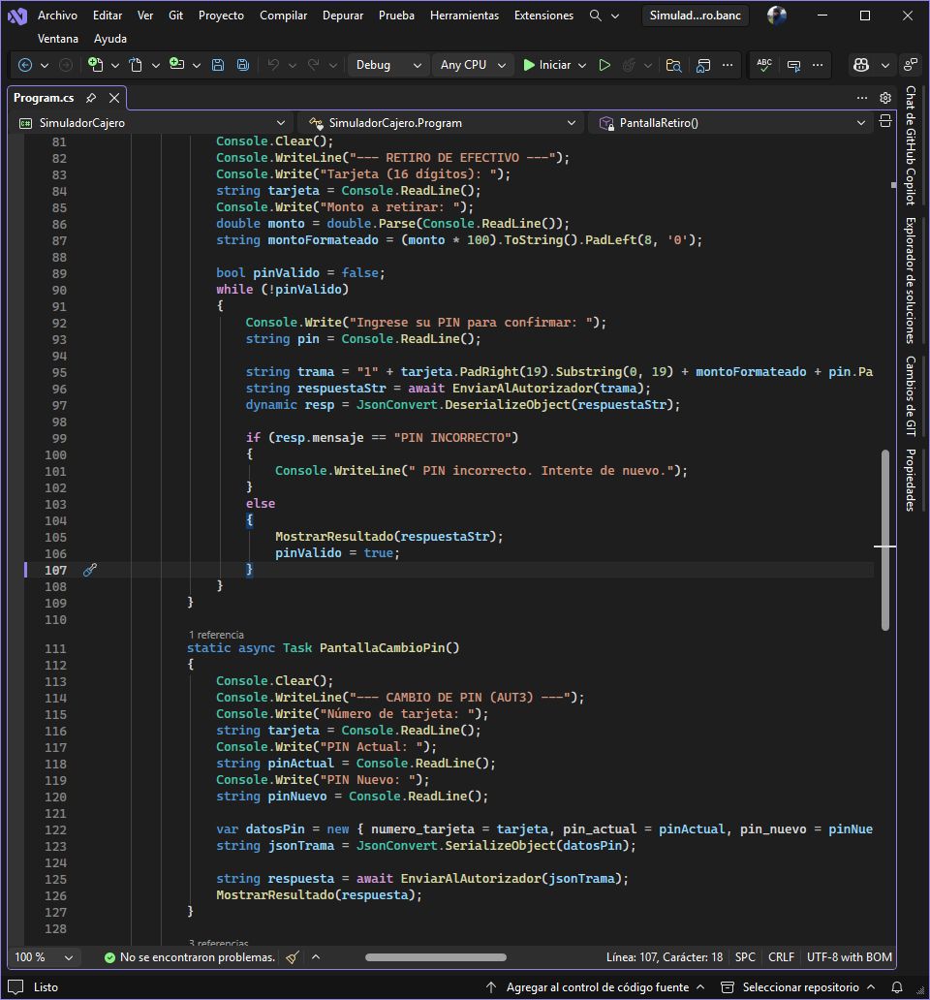 Archivo Editar Ver Git Proyecto Compilar Depurar Prueba Herramientas Extensiones Simulad...ro.banc
Ventana Ayuda
Debug Any CPU Iniciar ABC
Program.cs
C# SimuladorCajero SimuladorCajero.Program PantallaRetiro()
81 Console.Clear();
82 Console.WriteLine("--- RETIRO DE EFECTIVO ---");
83 Console.Write("Tarjeta (16 dígitos): ");
84 string tarjeta = Console.ReadLine();
85 Console.Write("Monto a retirar: ");
86 double monto = double.Parse(Console.ReadLine());
87 string montoFormateado = (monto * 100).ToString().PadLeft(8, '0');
88
89 bool pinValido = false;
90 while (!pinValido)
91 {
92 Console.Write("Ingrese su PIN para confirmar: ");
93 string pin = Console.ReadLine();
94
95 string trama = "1" + tarjeta.PadRight(19).Substring(0, 19) + montoFormateado + pin.Pa
96 string respuestaStr = await EnviarAlAutorizador(trama);
97 dynamic resp = JsonConvert.DeserializeObject(respuestaStr);
98
99 if (resp.mensaje == "PIN INCORRECTO")
100 {
101 Console.WriteLine(" PIN incorrecto. Intente de nuevo.");
102 }
103 else
104 {
105 MostrarResultado(respuestaStr);
106 pinValido = true;
107 }
108 }
109 }
110
1 referencia
111 static async Task PantallaCambioPin()
112 {
113 Console.Clear();
114 Console.WriteLine("--- CAMBIO DE PIN (AUT3) ---");
115 Console.Write("Número de tarjeta: ");
116 string tarjeta = Console.ReadLine();
117 Console.Write("PIN Actual: ");
118 string pinActual = Console.ReadLine();
119 Console.Write("PIN Nuevo: ");
120 string pinNuevo = Console.ReadLine();
121
122 var datosPin = new { numero_tarjeta = tarjeta, pin_actual = pinActual, pin_nuevo = pinNue
123 string jsonTrama = JsonConvert.SerializeObject(datosPin);
124
125 string respuesta = await EnviarAlAutorizador(jsonTrama);
126 MostrarResultado(respuesta);
127 }
128
3 referencias
Chat de GitHub Copilot
Explorador de soluciones
Cambios de GIT
Propiedades
100 % No se encontraron problemas. Línea: 107, Carácter: 18 SPC CRLF UTF-8 with BOM
Listo Agregar al control de código fuente Seleccionar repositorio